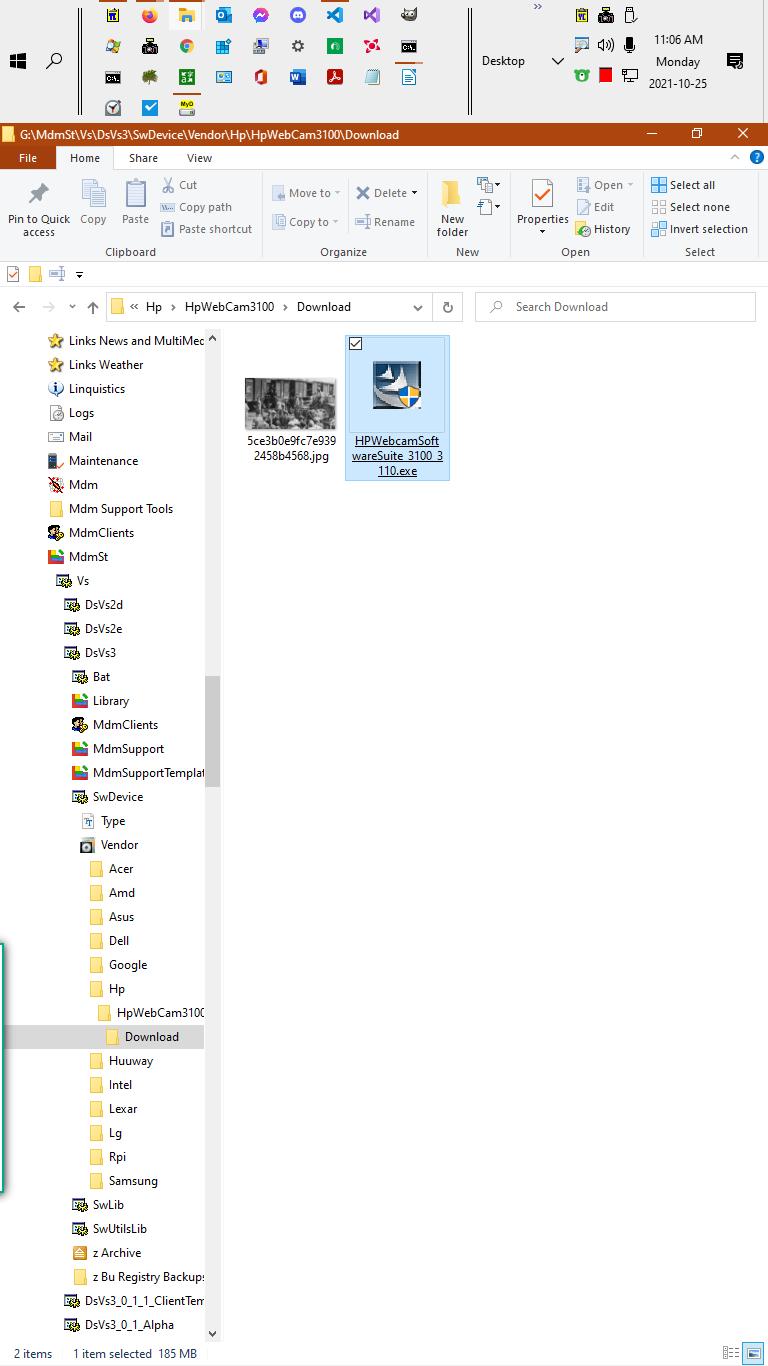 11:06 AM
Desktop
Monday
2021-10-25
G:\MdmSt\Vs\DsVs3\SwDevice\Vendor\Hp\HpWebCam3100\Download
File
Home
Share
View
Pin to Quick access
Copy
Paste
Cut
Copy path
Paste shortcut
Clipboard
Move to
Copy to
Delete
Rename
Organize
New folder
New
Properties
Open
Edit
History
Open
Select all
Select none
Invert selection
Select
« Hp › HpWebCam3100 › Download
Search Download
Links News and MultiMed
Links Weather
Linquistics
Logs
Mail
Maintenance
Mdm
Mdm Support Tools
MdmClients
MdmSt
Vs
DsVs2d
DsVs2e
DsVs3
Bat
Library
MdmClients
MdmSupport
MdmSupportTemplat
SwDevice
Type
Vendor
Acer
Amd
Asus
Dell
Google
Hp
HpWebCam3100
Download
Huuway
Intel
Lexar
Lg
Rpi
Samsung
SwLib
SwUtilsLib
z Archive
z Bu Registry Backups
DsVs3_0_1_1_ClientTem
DsVs3_0_1_Alpha
5ce3b0e9fc7e939
2458b4568.jpg
HPWebcamSoft
wareSuite_3100_3
110.exe
2 items
1 item selected 185 MB